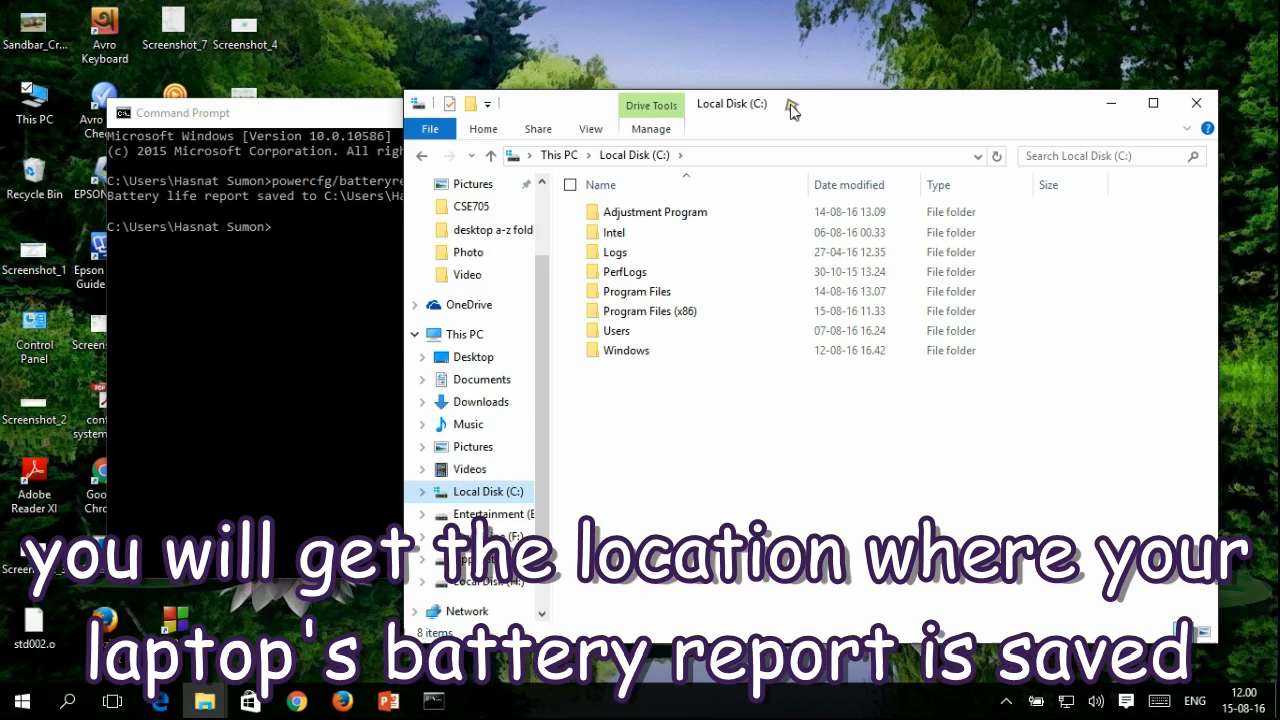 Sandbar_Cr...
Avro
Keyboard
Screenshot_7
Screenshot_4
This PC
Avro
Recycle Bin
EPSON
Screenshot_1
Epson
Guide
Control
Panel
Screens
Screenshot_2
cont
system
Adobe
Reader XI
Goo
Chro
std002.o
Command Prompt
Microsoft Windows [Version 10.0.10586]
(c) 2015 Microsoft Corporation. All righ
C:\Users\Hasnat Sumon>powercfg/batteryre
Battery life report saved to C:\Users\Ha
C:\Users\Hasnat Sumon>
Drive Tools
Local Disk (C:)
File
Home
Share
View
Manage
This PC
Local Disk (C:)
Search Local Disk (C:)
Pictures
CSE705
desktop a-z fold
Photo
Video
OneDrive
This PC
Desktop
Documents
Downloads
Music
Pictures
Videos
Local Disk (C:)
Entertainment (E
Network
8 items
Name Date modified Type Size
Adjustment Program 14-08-16 13.09 File folder
Intel 06-08-16 00.33 File folder
Logs 27-04-16 12.35 File folder
PerfLogs 30-10-15 13.24 File folder
Program Files 14-08-16 13.07 File folder
Program Files (x86) 15-08-16 11.33 File folder
Users 07-08-16 16.24 File folder
Windows 12-08-16 16.42 File folder
you will get the location where your
laptop's battery report is saved
ENG
12.00
15-08-16